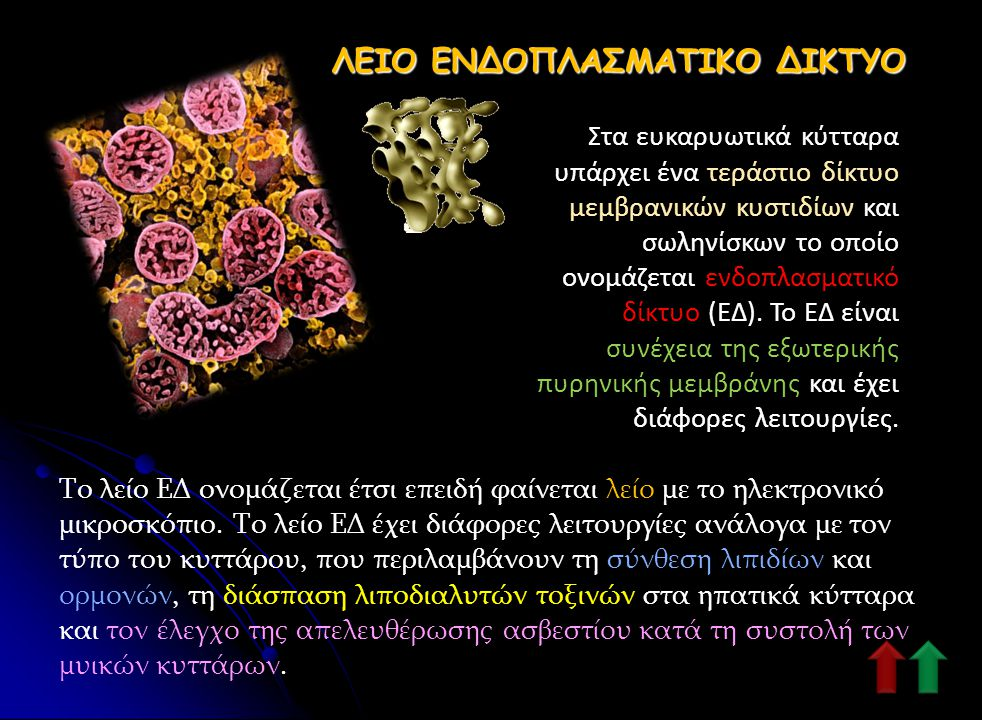 ΛΕΙΟ ΕΝΔΟΠΛΑΣΜΑΤΙΚΟ ΔΙΚΤΥΟ
Στα ευκαρυωτικά κύτταρα
υπάρχει ένα τεράστιο δίκτυο
μεμβρανικών κυστιδίων και
σωληνίσκων το οποίο
ονομάζεται ενδοπλασματικό
δίκτυο (ΕΔ). Το ΕΔ είναι
συνέχεια της εξωτερικής
πυρηνικής μεμβράνης και έχει
διάφορες λειτουργίες.
Το λείο ΕΔ ονομάζεται έτσι επειδή φαίνεται λείο με το ηλεκτρονικό
μικροσκόπιο. Το λείο ΕΔ έχει διάφορες λειτουργίες ανάλογα με τον
τύπο του κυττάρου, που περιλαμβάνουν τη σύνθεση λιπιδίων και
ορμονών, τη διάσπαση λιποδιαλυτών τοξινών στα ηπατικά κύτταρα
και τον έλεγχο της απελευθέρωσης ασβεστίου κατά τη συστολή των
μυικών κυττάρων.